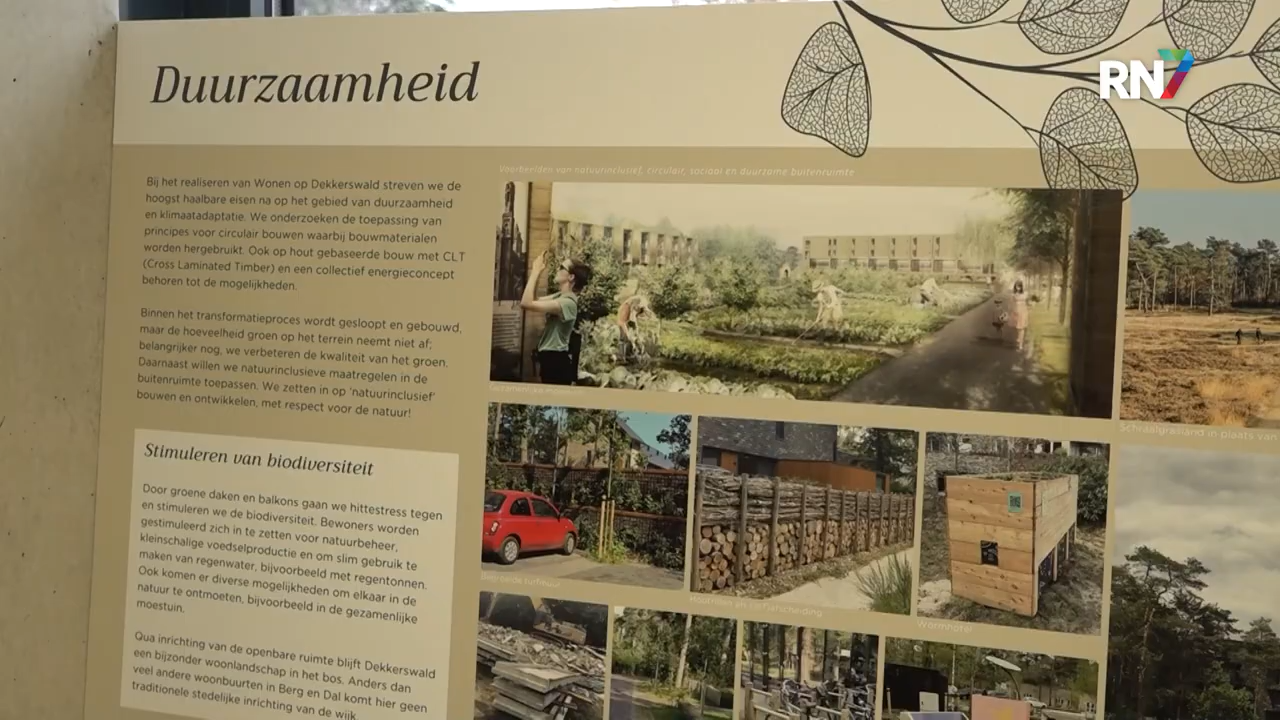 RN7
Duurzaamheid
Bij het realiseren van Wonen op Dekkerswald streven we de
hoogst haalbare eisen na op het gebied van duurzaamheid
en klimaatadaptatie. We onderzoeken de toepassing van
principes voor circulair bouwen waarbij bouwmaterialen
worden hergebruikt. Ook op hout gebaseerde bouw met CLT
(Cross Laminated Timber) en een collectief energieconcept
behoren tot de mogelijkheden.
Binnen het transformatieproces wordt gesloopt en gebouwd,
maar de hoeveelheid groen op het terrein neemt niet af;
belangrijker nog, we verbeteren de kwaliteit van het groen.
Daarnaast willen we natuurinclusieve maatregelen in de
buitenruimte toepassen. We zetten in op 'natuurinclusief'
bouwen en ontwikkelen, met respect voor de natuur!
Stimuleren van biodiversiteit
Door groene daken en balkons gaan we hittestress tegen
en stimuleren we de biodiversiteit. Bewoners worden
gestimuleerd zich in te zetten voor natuurbeheer,
kleinschalige voedselproductie en om slim gebruik te
maken van regenwater, bijvoorbeeld met regentonnen.
Ook komen er diverse mogelijkheden om elkaar in de
natuur te ontmoeten, bijvoorbeeld in de gezamenlijke
moestuin.
Qua inrichting van de openbare ruimte blijft Dekkerswald
een bijzonder woonlandschap in het bos. Anders dan
veel andere woonbuurten in Berg en Dal komt hier geen
traditionele stedelijke inrichting van de wijk
Voorbeelden van natuurinclusief, circulair, sociaal en duurzame buitenruimte
Schraalgrasland in plaats van
Wormhotel